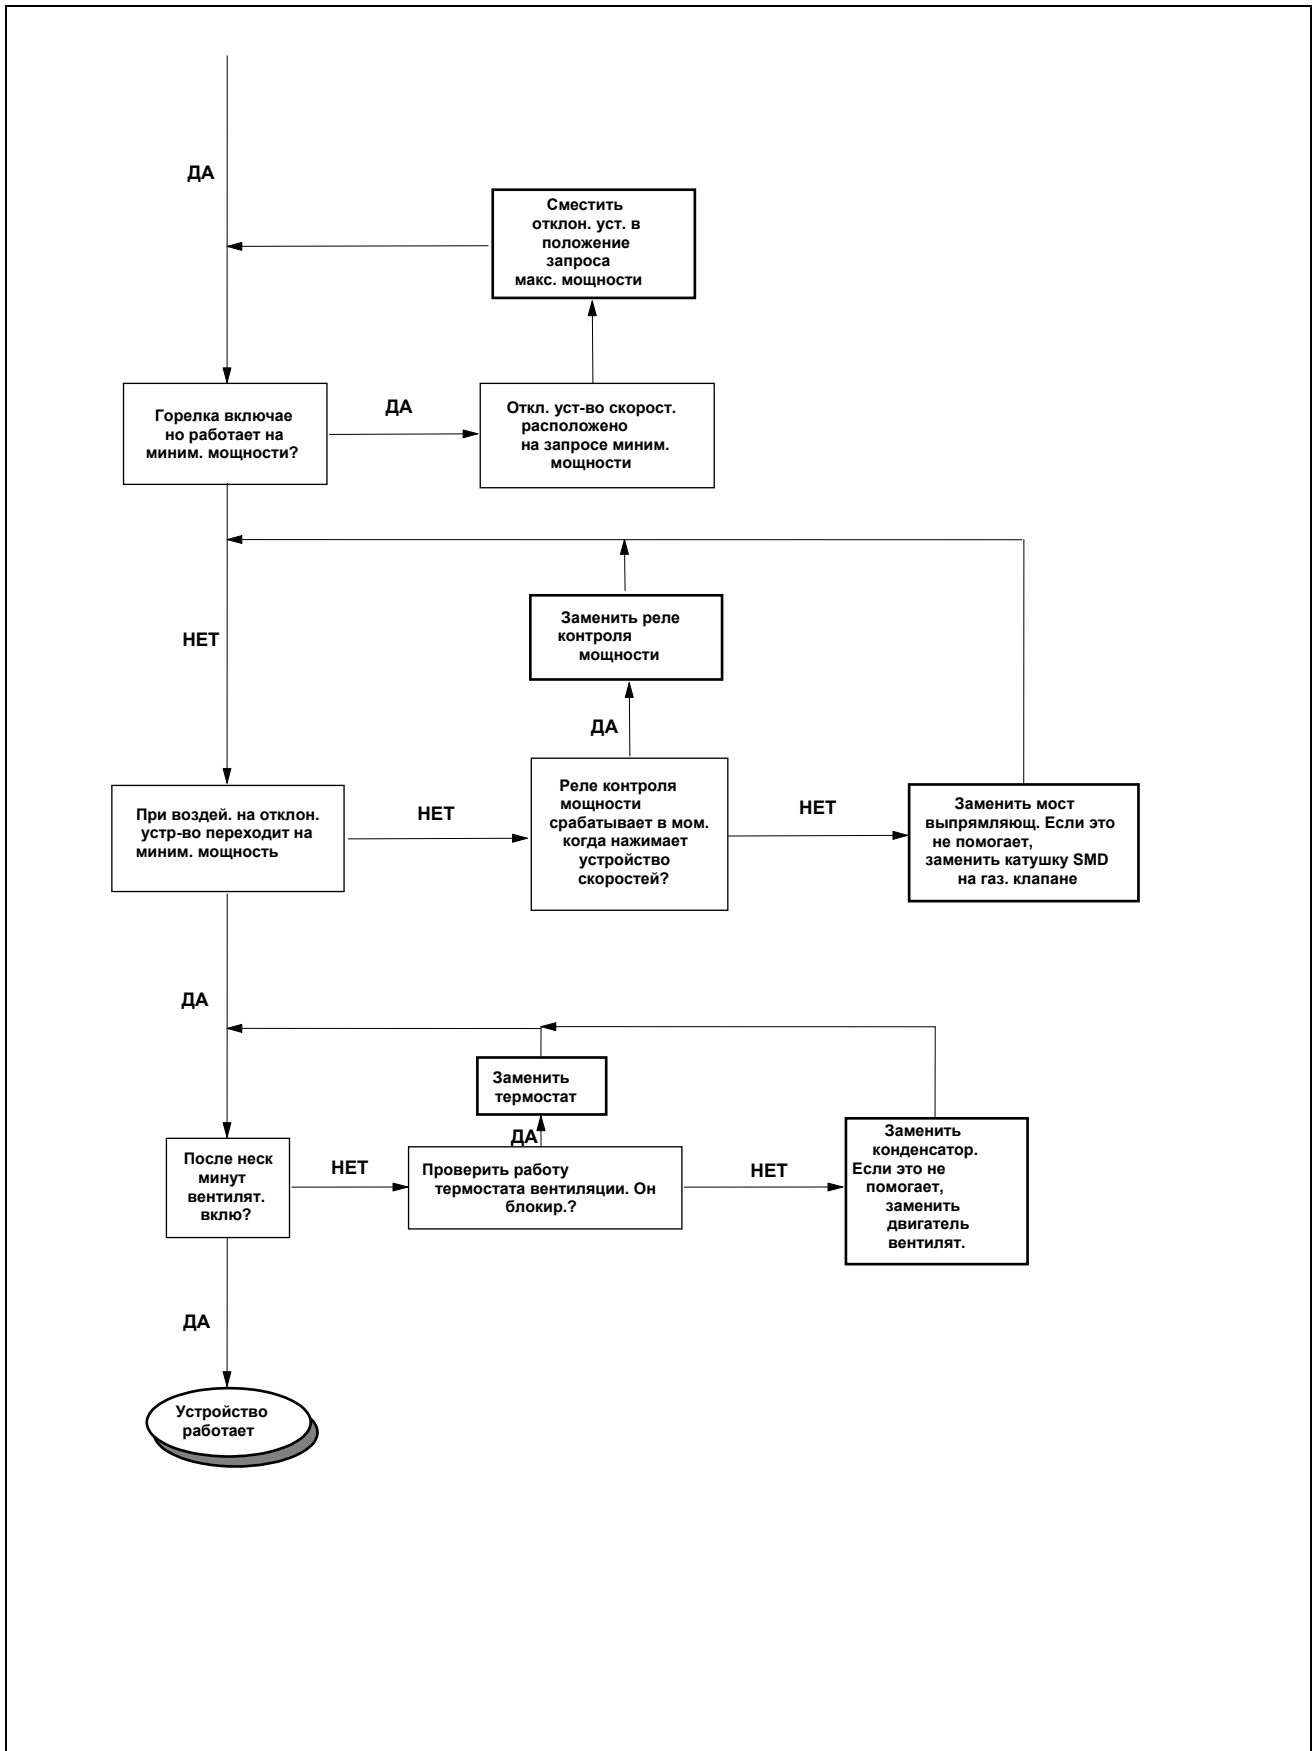 ДА
Сместить
отклон. уст. в
положение
запроса
макс. мощности
Горелка включае
но работает на
миним. мощности?
ДА
Откл. уст-во скорост.
расположено
на запросе миним.
мощности
НЕТ
Заменить реле
контроля
мощности
ДА
При воздей. на отклон.
устр-во переходит на
миним. мощность
НЕТ
Реле контроля
мощности
срабатывает в мом.
когда нажимает
устройство
скоростей?
НЕТ
Заменить мост
выпрямляющ. Если это
не помогает,
заменить катушку SMD
на газ. клапане
ДА
Заменить
термостат
ДА
После неск
минут
вентилят.
вклю?
НЕТ
Проверить работу
термостата вентиляции. Он
блокир.?
НЕТ
Заменить
конденсатор.
Если это не
помогает,
заменить
двигатель
вентилят.
ДА
Устройство
работает